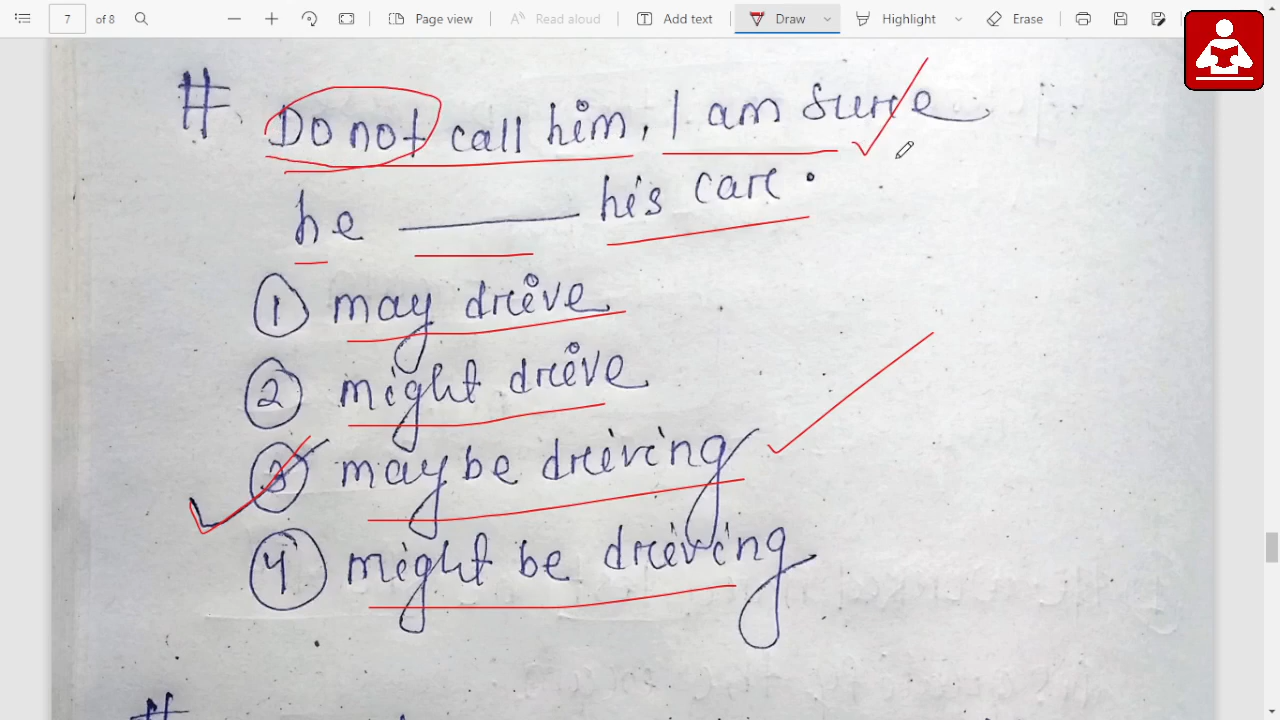 7
of 8
Page view
Read aloud
Add text
Draw
Highlight
Erase
# Do not call him, I am sure
he ______ his car.
① may drive
② might drive
③ may be driving
④ might be driving
#